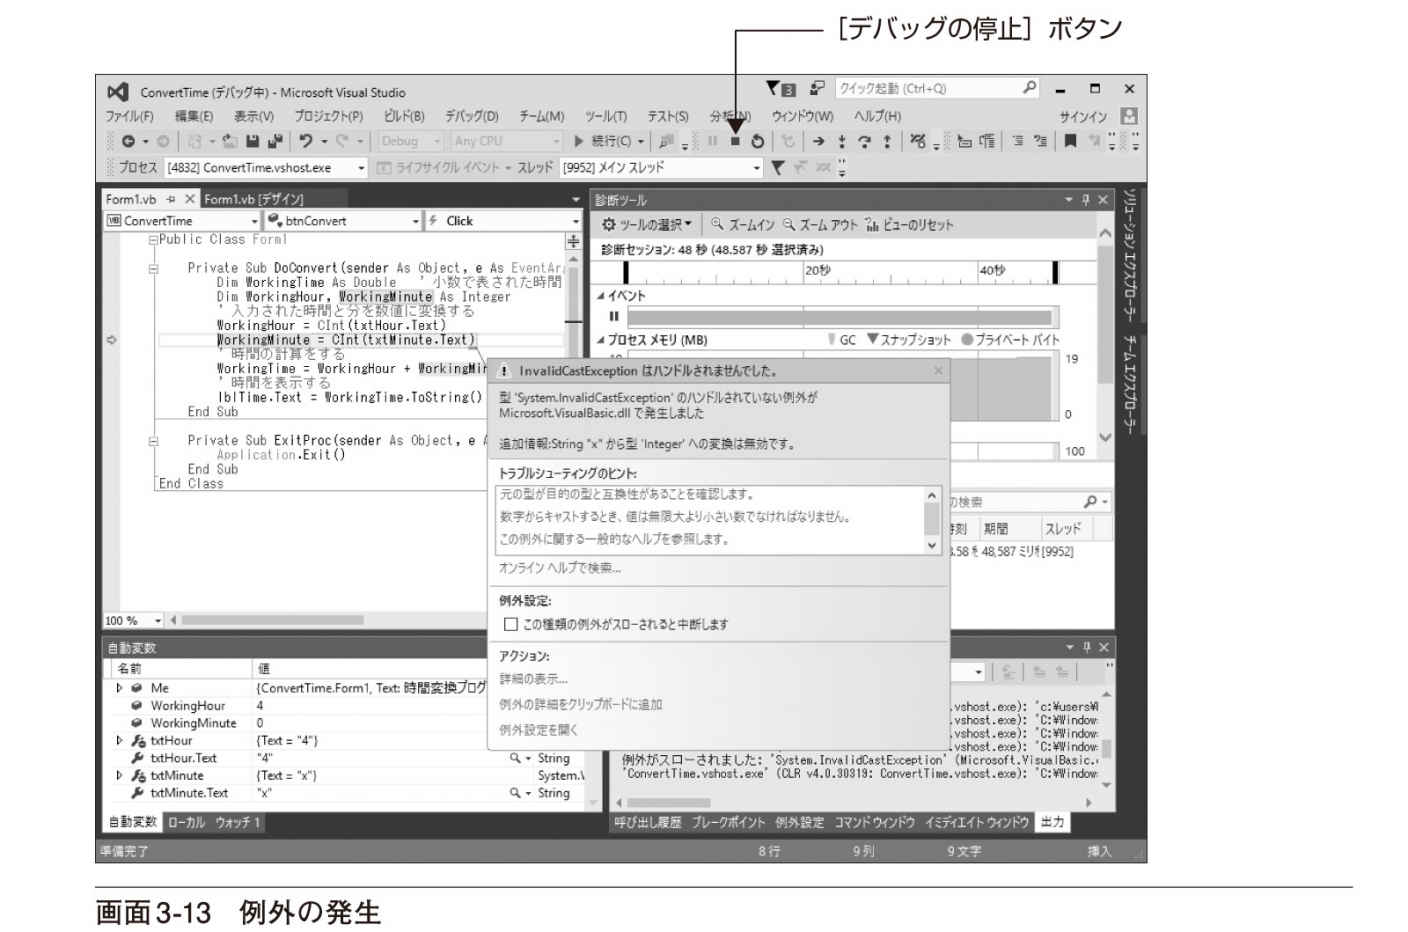 ［デバッグの停止］ボタン
ConvertTime (デバッグ中) - Microsoft Visual Studio
3
クイック起動 (Ctrl+Q)
ファイル(F) 編集(E) 表示(V) プロジェクト(P) ビルド(B) デバッグ(D) チーム(M) ツール(T) テスト(S) 分析(N) ウィンドウ(W) ヘルプ(H) サインイン
Debug Any CPU 続行(C)
プロセス [4832] ConvertTime.vshost.exe ライフサイクル イベント スレッド [9952] メイン スレッド
Form1.vb Form1.vb [デザイン]
VB ConvertTime btnConvert Click
Public Class Form1
Private Sub DoConvert(sender As Object, e As EventAr
Dim WorkingTime As Double ' 小数で表された時間
Dim WorkingHour, WorkingMinute As Integer
' 入力された時間と分を数値に変換する
WorkingHour = CInt(txtHour.Text)
WorkingMinute = CInt(txtMinute.Text)
' 時間の計算をする
WorkingTime = WorkingHour + WorkingMin
' 時間を表示する
lblTime.Text = WorkingTime.ToString()
End Sub
Private Sub ExitProc(sender As Object, e A
Application.Exit()
End Sub
End Class
100 %
診断ツール
ツールの選択 ズームイン ズーム アウト ビューのリセット
診断セッション: 48 秒 (48.587 秒 選択済み)
20秒 40秒
イベント
プロセス メモリ (MB) GC スナップショット プライベート バイト
19
0
100
の検索
時刻 期間 スレッド
48,587 ミリ [9952]
ソリューション エクスプローラー
チーム エクスプローラー
InvalidCastException はハンドルされませんでした。
型 'System.InvalidCastException' のハンドルされていない例外が
Microsoft.VisualBasic.dll で発生しました
追加情報:String "x" から型 'Integer' への変換は無効です。
トラブルシューティングのヒント:
元の型が目的の型と互換性があることを確認します。
数字からキャストするとき、値は無限大より小さい数でなければなりません。
この例外に関する一般的なヘルプを参照します。
オンライン ヘルプで検索...
例外設定:
この種類の例外がスローされると中断します
アクション:
詳細の表示...
例外の詳細をクリップボードに追加
例外設定を開く
自動変数
名前 値
Me {ConvertTime.Form1, Text: 時間変換プログ
WorkingHour 4
WorkingMinute 0
txtHour {Text = "4"}
txtHour.Text "4" String
txtMinute {Text = "x"} System.\
txtMinute.Text "x" String
自動変数 ローカル ウォッチ 1
.vshost.exe): 'c:¥users¥
.vshost.exe): 'C:¥Window
.vshost.exe): 'C:¥Window
.vshost.exe): 'C:¥Window
例外がスローされました: 'System.InvalidCastException' (Microsoft.VisualBasic.
'ConvertTime.vshost.exe' (CLR v4.0.30319: ConvertTime.vshost.exe): 'C:¥Window
呼び出し履歴 ブレークポイント 例外設定 コマンド ウィンドウ イミディエイト ウィンドウ 出力
準備完了 8 行 9 列 9 文字 挿入
画面3-13 例外の発生